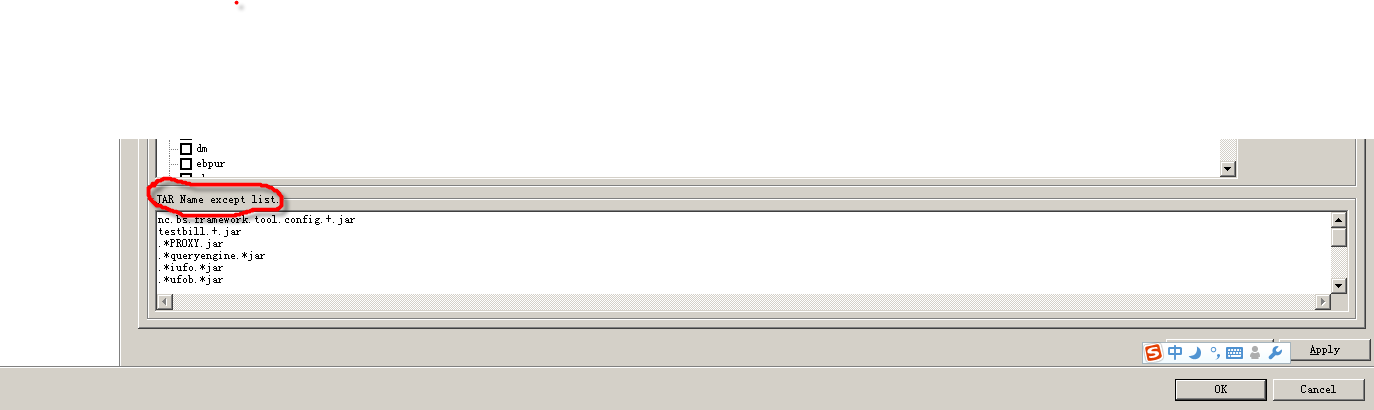 dm
ebpur
JAR Name except list.
nc.bs.framework.tool.config.+.jar
testbill.+.jar
.*PROXY.jar
.*queryengine.*jar
.*iufo.*jar
.*ufob.*jar
中
Apply
OK
Cancel